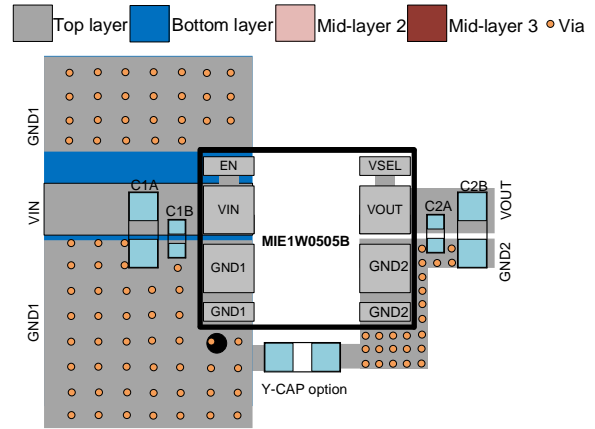 Top layer Bottom layer Mid-layer 2 Mid-layer 3 Via
GND1
VIN
GND1
C1A
C1B
EN
VIN
GND1
GND1
MIE1W0505B
VSEL
VOUT
GND2
GND2
C2A
C2B
VOUT
GND2
Y-CAP option